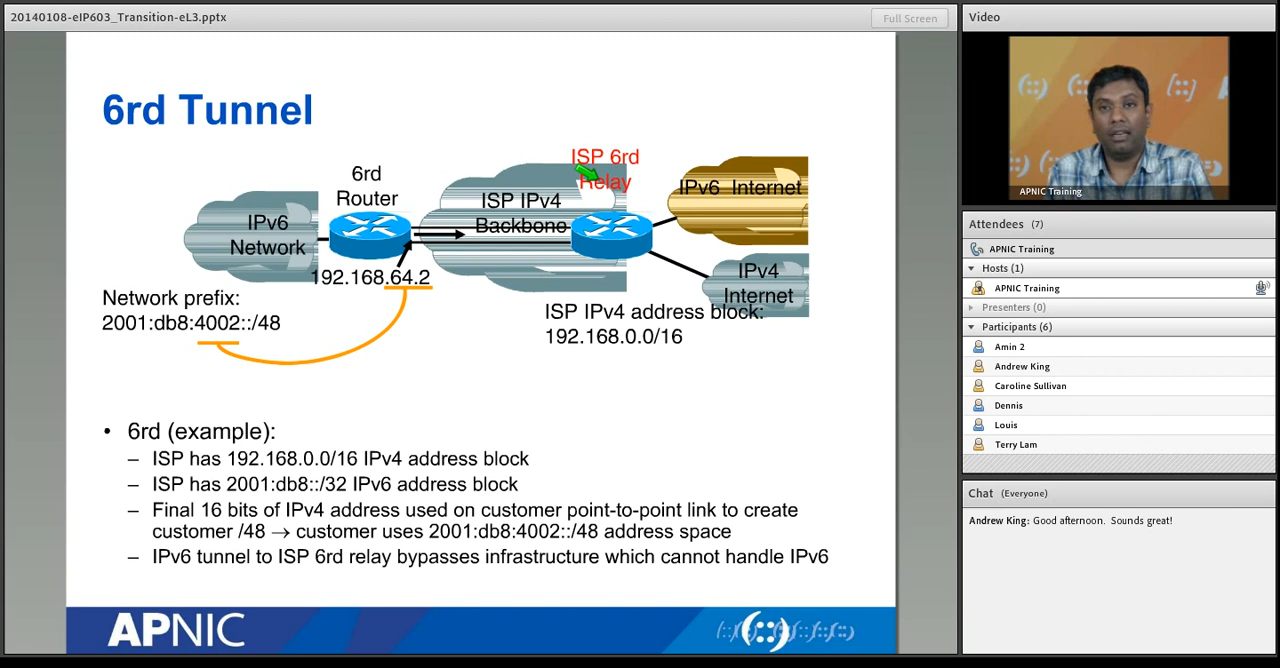 20140108-eIP603_Transition-eL3.pptx
Full Screen
6rd Tunnel
6rd
Router
ISP 6rd
Relay
IPv6
Network
ISP IPv4
Backbone
IPv6 Internet
IPv4
Internet
192.168.64.2
Network prefix:
2001:db8:4002::/48
ISP IPv4 address block:
192.168.0.0/16
• 6rd (example):
– ISP has 192.168.0.0/16 IPv4 address block
– ISP has 2001:db8::/32 IPv6 address block
– Final 16 bits of IPv4 address used on customer point-to-point link to create
customer /48 → customer uses 2001:db8:4002::/48 address space
– IPv6 tunnel to ISP 6rd relay bypasses infrastructure which cannot handle IPv6
APNIC
(::)
Video
APNIC Training
Attendees (7)
APNIC Training
Hosts (1)
APNIC Training
Presenters (0)
Participants (6)
Amin 2
Andrew King
Caroline Sullivan
Dennis
Louis
Terry Lam
Chat (Everyone)
Andrew King: Good afternoon. Sounds great!